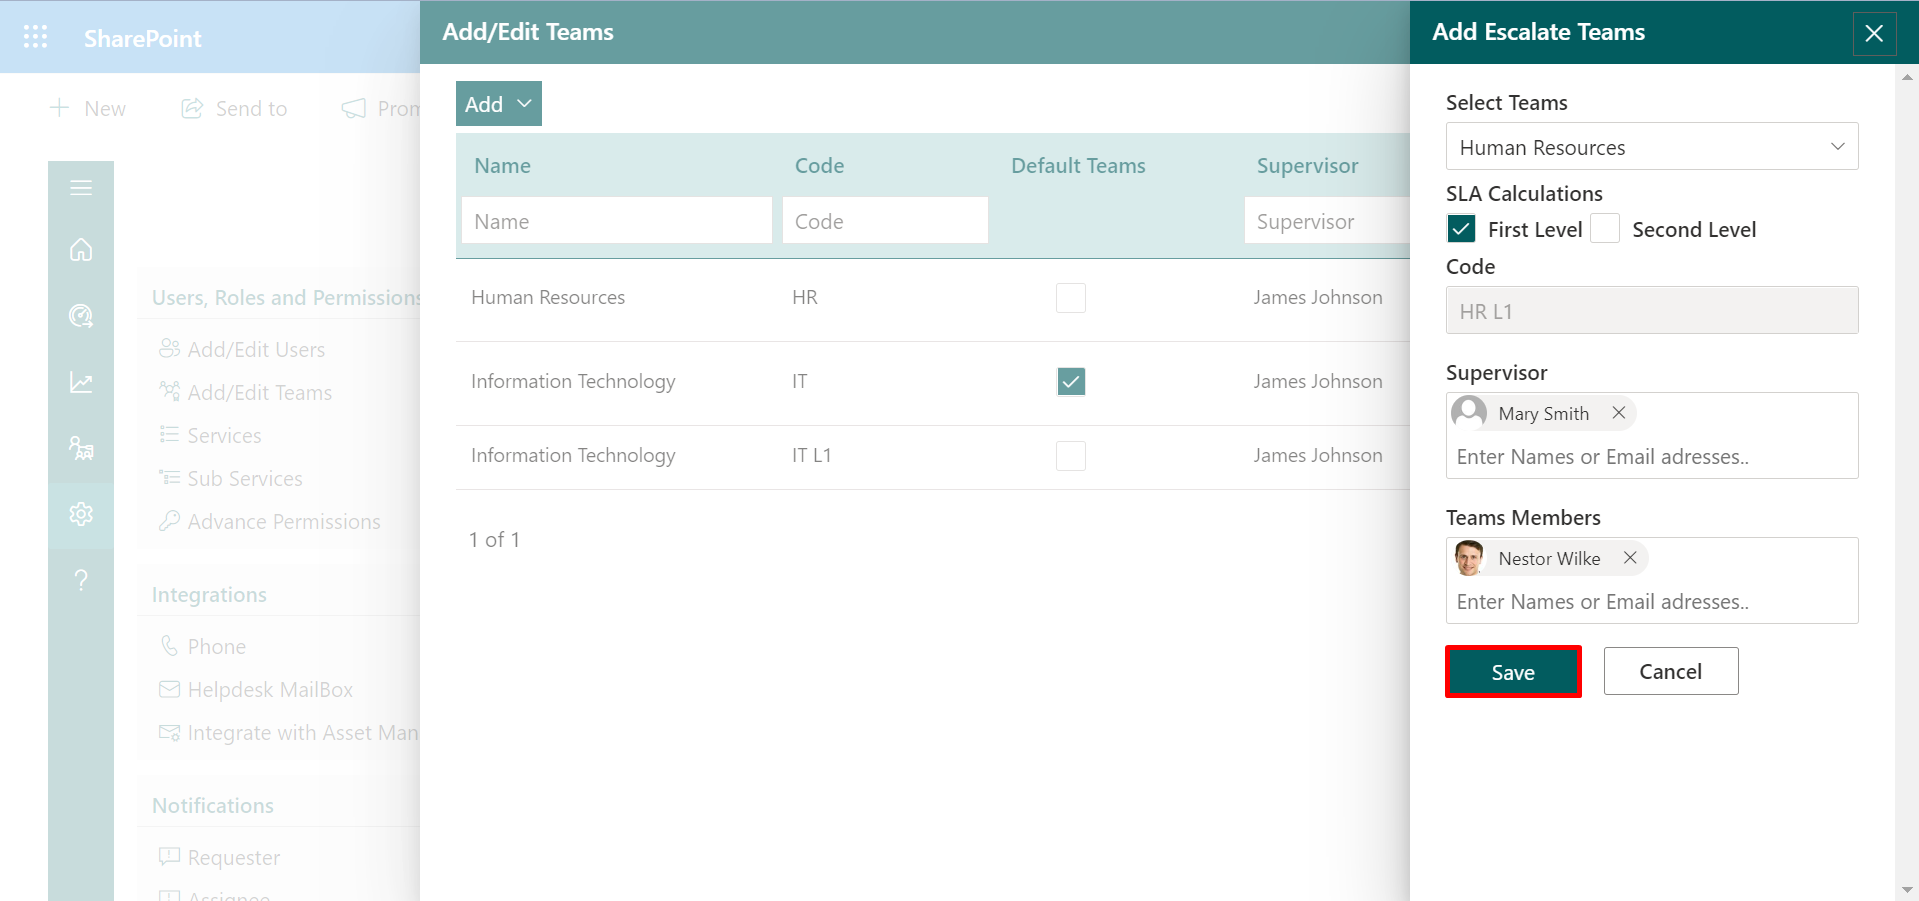 SharePoint
New
Send to
Prom
Users, Roles and Permissions
Add/Edit Users
Add/Edit Teams
Services
Sub Services
Advance Permissions
Integrations
Phone
Helpdesk MailBox
Integrate with Asset Man
Notifications
Requester
Assignee
Add/Edit Teams
Add
Name Code Default Teams Supervisor
Name Code Supervisor
Human Resources HR James Johnson
Information Technology IT James Johnson
Information Technology IT L1 James Johnson
1 of 1
Add Escalate Teams
Select Teams
Human Resources
SLA Calculations
First Level Second Level
Code
HR L1
Supervisor
Mary Smith
Enter Names or Email adresses..
Teams Members
Nestor Wilke
Enter Names or Email adresses..
Save Cancel